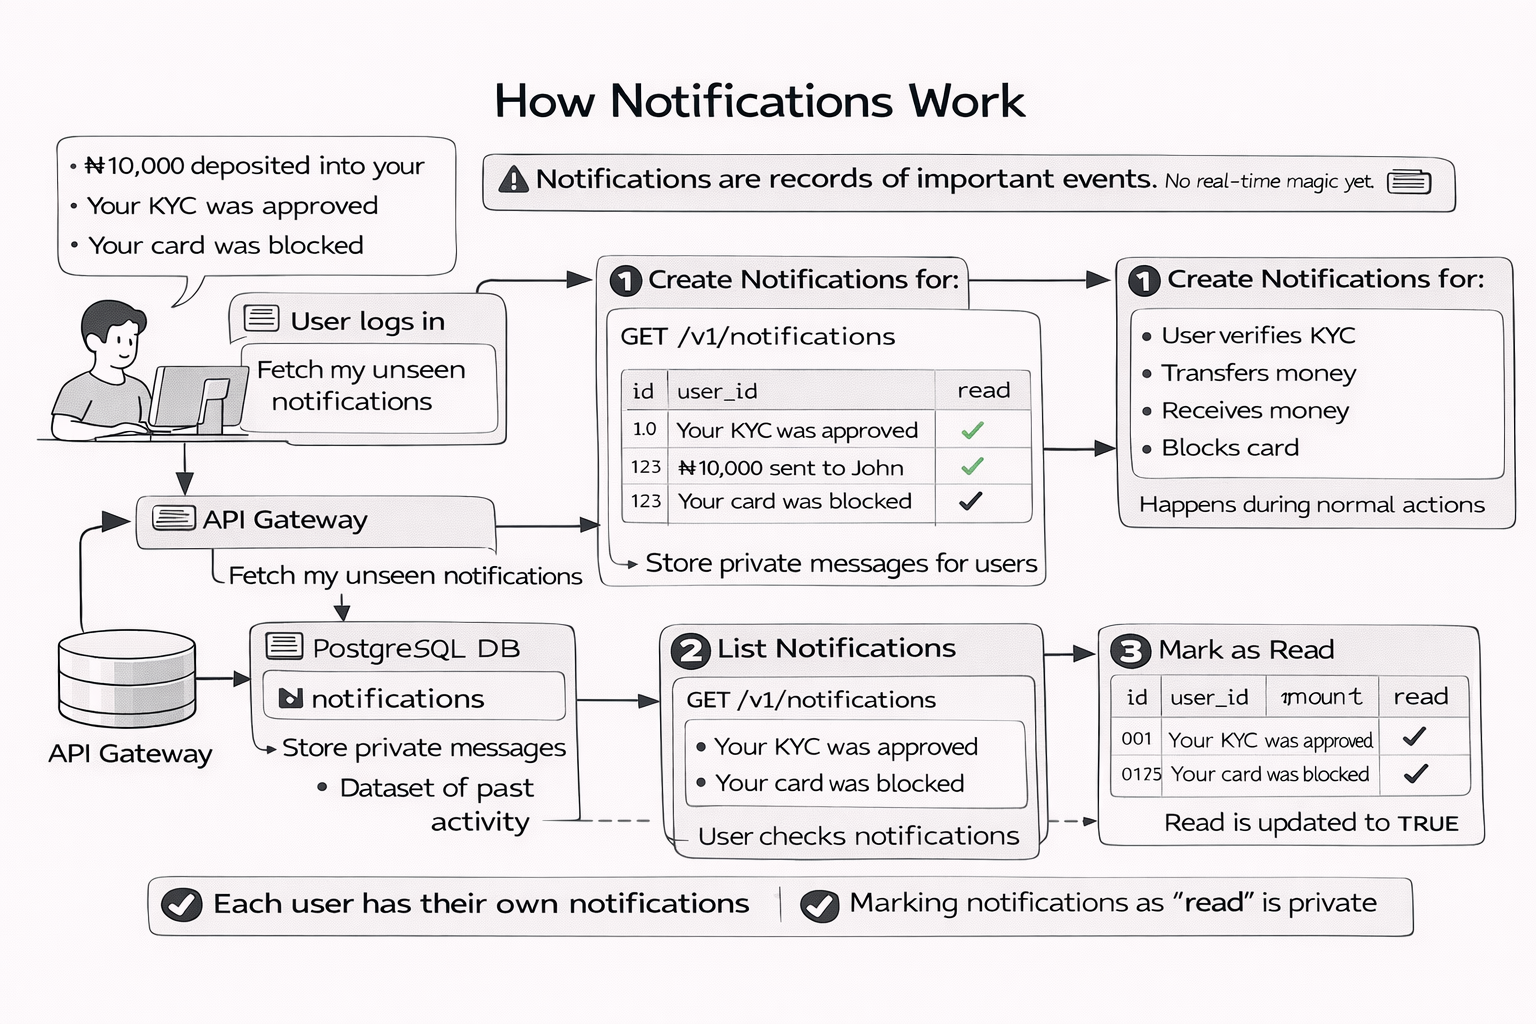 How Notifications Work
• ₦10,000 deposited into your
• Your KYC was approved
• Your card was blocked
Notifications are records of important events. No real-time magic yet.
User logs in
Fetch my unseen
notifications
1 Create Notifications for:
GET /v1/notifications
id user_id read
1.0 Your KYC was approved ✓
123 ₦10,000 sent to John ✓
123 Your card was blocked ✓
Store private messages for users
1 Create Notifications for:
• User verifies KYC
• Transfers money
• Receives money
• Blocks card
Happens during normal actions
API Gateway
Fetch my unseen notifications
API Gateway
PostgreSQL DB
notifications
Store private messages
• Dataset of past
activity
2 List Notifications
GET /v1/notifications
• Your KYC was approved
• Your card was blocked
User checks notifications
3 Mark as Read
id user_id mount read
001 Your KYC was approved ✓
0125 Your card was blocked ✓
Read is updated to TRUE
Each user has their own notifications
Marking notifications as “read” is private